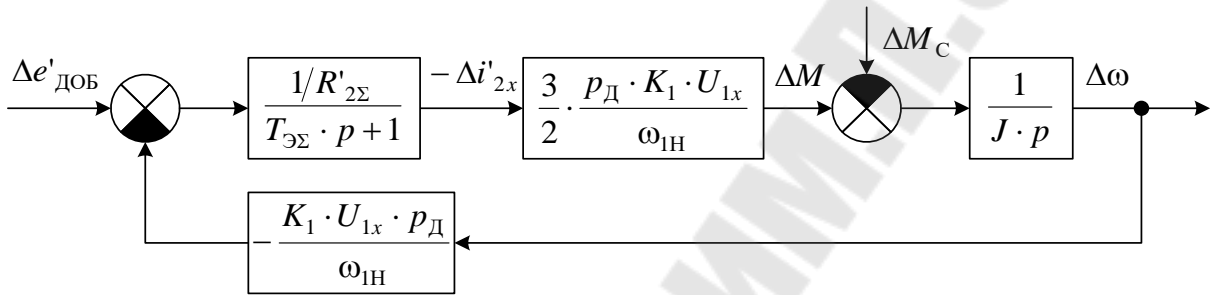 Δe'ДОБ
1/R'2Σ
TЭΣ · p + 1
−Δi'2x
3/2 · pД · K1 · U1x / ω1Н
ΔM
ΔMС
1
J · p
Δω
− K1 · U1x · pД
ω1Н